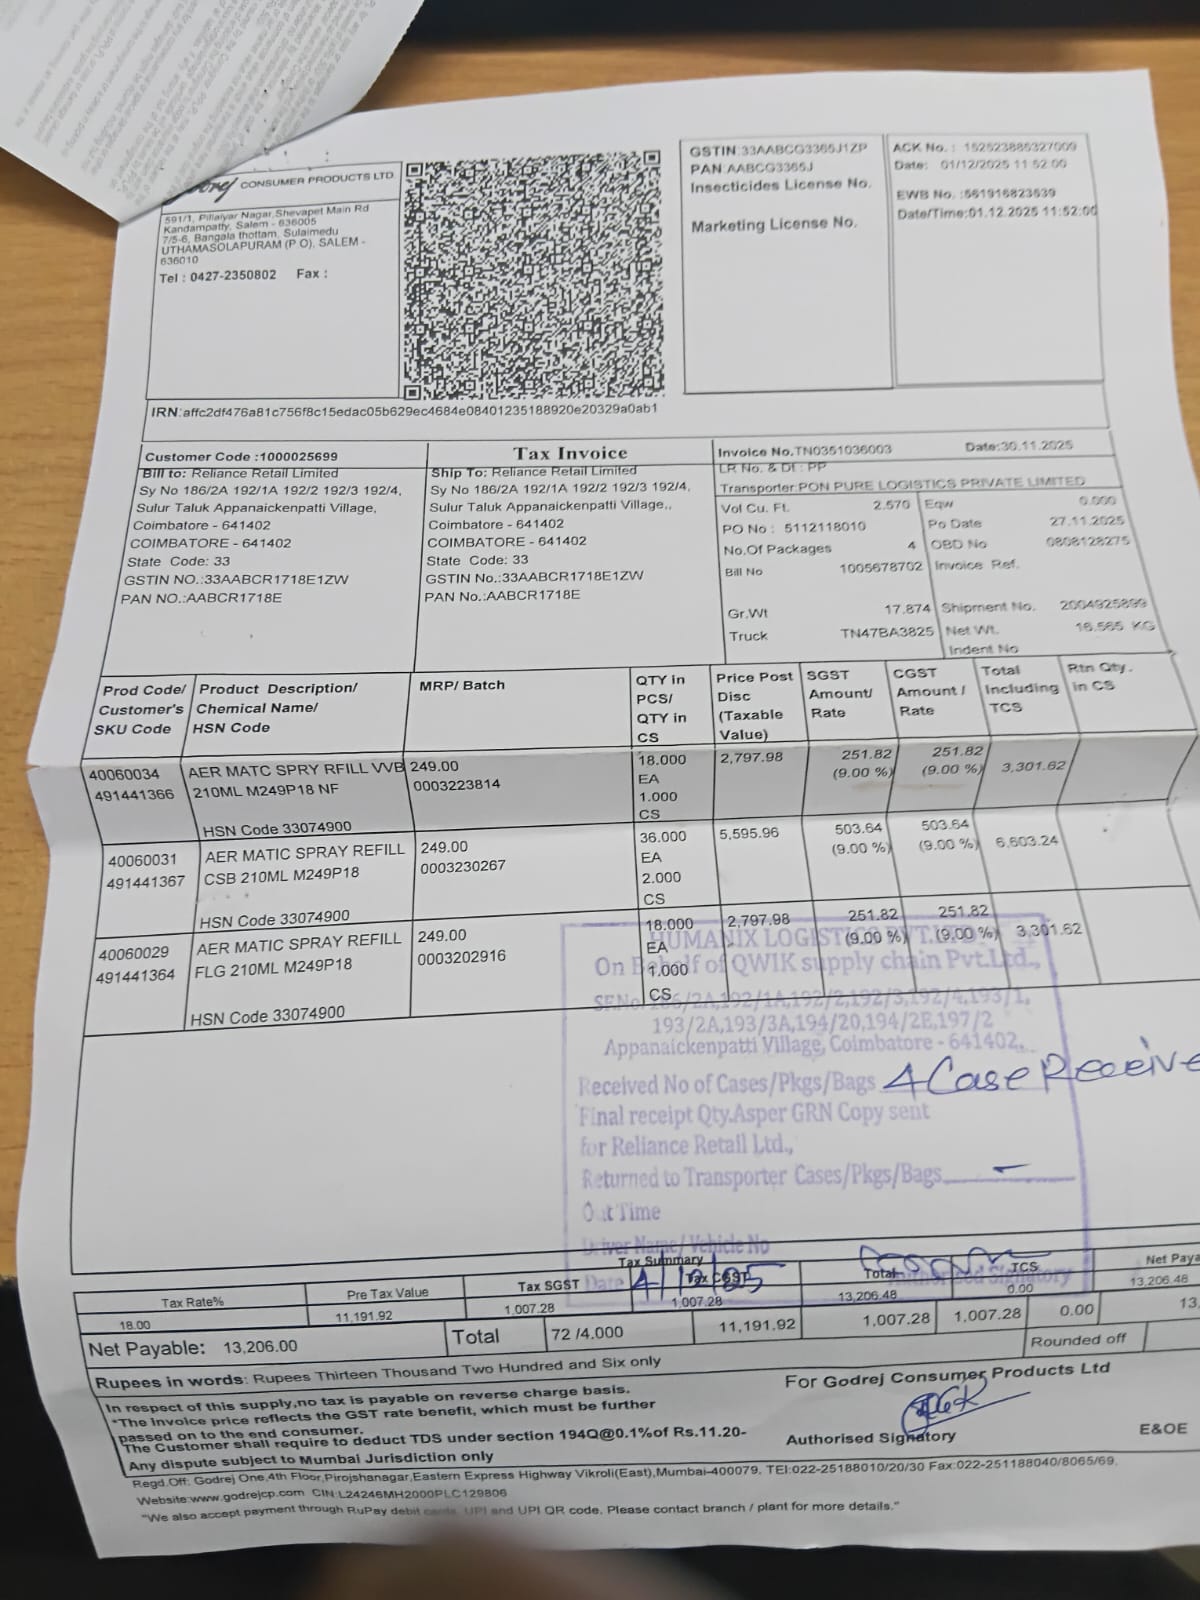 CONSUMER PRODUCTS LTD
591/1, Pillaiyar Nagar,Shevapet Main Rd
Kandampatty, Salem - 636005
7/5-6, Bangala thottam, Sulaimedu
UTHAMASOLAPURAM (P O), SALEM -
636010
Tel : 0427-2350802 Fax :
GSTIN:33AABCG3365J1ZP
PAN:AABCG3365J
Insecticides License No.
Marketing License No.
ACK No. : 152523885327009
Date: 01/12/2025 11:52:00
EWB No. :561916823639
Date/Time:01.12.2025 11:52:00
IRN:affc2df476a81c756f8c15edac05b629ec4684e08401235188920e20329a0ab1
Customer Code :1000025699
Bill to: Reliance Retail Limited
Sy No 186/2A 192/1A 192/2 192/3 192/4,
Sulur Taluk Appanaickenpatti Village,
Coimbatore - 641402
COIMBATORE - 641402
State Code: 33
GSTIN NO.:33AABCR1718E1ZW
PAN NO.:AABCR1718E
Tax Invoice
Ship To: Reliance Retail Limited
Sy No 186/2A 192/1A 192/2 192/3 192/4,
Sulur Taluk Appanaickenpatti Village,,
Coimbatore - 641402
COIMBATORE - 641402
State Code: 33
GSTIN No.:33AABCR1718E1ZW
PAN No.:AABCR1718E
Invoice No.TN0351036003 Date:30.11.2025
LR No. & Dt : PP
Transporter:PON PURE LOGISTICS PRIVATE LIMITED
Vol Cu. Ft. 2.570 Eqw 0.000
PO No : 5112118010 Po Date 27.11.2025
No.Of Packages 4 OBD No 0808128275
Bill No 1005678702 Invoice Ref.
Gr.Wt 17.874 Shipment No. 2004925899
Truck TN47BA3825 Net Wt. 16.565 KG
Indent No
Prod Code/ Customer's SKU Code
Product Description/ Chemical Name/ HSN Code
MRP/ Batch
QTY in PCS/ QTY in CS
Price Post Disc (Taxable Value)
SGST Amount/ Rate
CGST Amount / Rate
Total Including TCS
Rtn Qty. in CS
40060034 AER MATC SPRY RFILL VVB 249.00 18.000 2,797.98 251.82 251.82 3,301.62
491441366 210ML M249P18 NF 0003223814 EA (9.00 %) (9.00 %)
1.000
HSN Code 33074900 CS
40060031 AER MATIC SPRAY REFILL 249.00 36.000 5,595.96 503.64 503.64 6,603.24
491441367 CSB 210ML M249P18 0003230267 EA (9.00 %) (9.00 %)
2.000
HSN Code 33074900 CS
40060029 AER MATIC SPRAY REFILL 249.00 18.000 2,797.98 251.82 251.82 3,301.62
491441364 FLG 210ML M249P18 0003202916 EA (9.00 %) (9.00 %)
1.000
HSN Code 33074900 CS
HUMANIX LOGISTICS PVT.LTD
On Behalf of QWIK supply chain Pvt.Ltd.,
SF.No. 186/2A,192/1A,192/2,192/3,192/4,193/1,
193/2A,193/3A,194/20,194/2E,197/2
Appanaickenpatti Village, Coimbatore - 641402.
Received No of Cases/Pkgs/Bags 4 Case Receive
Final receipt Qty.Asper GRN Copy sent
for Reliance Retail Ltd.,
Returned to Transporter Cases/Pkgs/Bags
Out Time
Driver Name/ Vehicle No
Date 4/12/25
Authorised Signatory
Tax Summary
Tax Rate% Pre Tax Value Tax SGST Tax CGST Total TCS Net Paya
18.00 11,191.92 1,007.28 1,007.28 13,206.48 0.00 13,206.48
Net Payable: 13,206.00 Total 72 /4.000 11,191.92 1,007.28 1,007.28 0.00 13,
Rounded off
Rupees in words: Rupees Thirteen Thousand Two Hundred and Six only
In respect of this supply,no tax is payable on reverse charge basis.
"The invoice price reflects the GST rate benefit, which must be further
passed on to the end consumer.
The Customer shall require to deduct TDS under section 194Q@0.1%of Rs.11.20-
Any dispute subject to Mumbai Jurisdiction only
For Godrej Consumer Products Ltd
Authorised Signatory
E&OE
Regd.Off: Godrej One,4th Floor,Pirojshanagar,Eastern Express Highway Vikroli(East),Mumbai-400079. TEl:022-25188010/20/30 Fax:022-251188040/8065/69.
Website:www.godrejcp.com CIN:L24246MH2000PLC129806
"We also accept payment through RuPay debit cards, UPI and UPI QR code. Please contact branch / plant for more details."